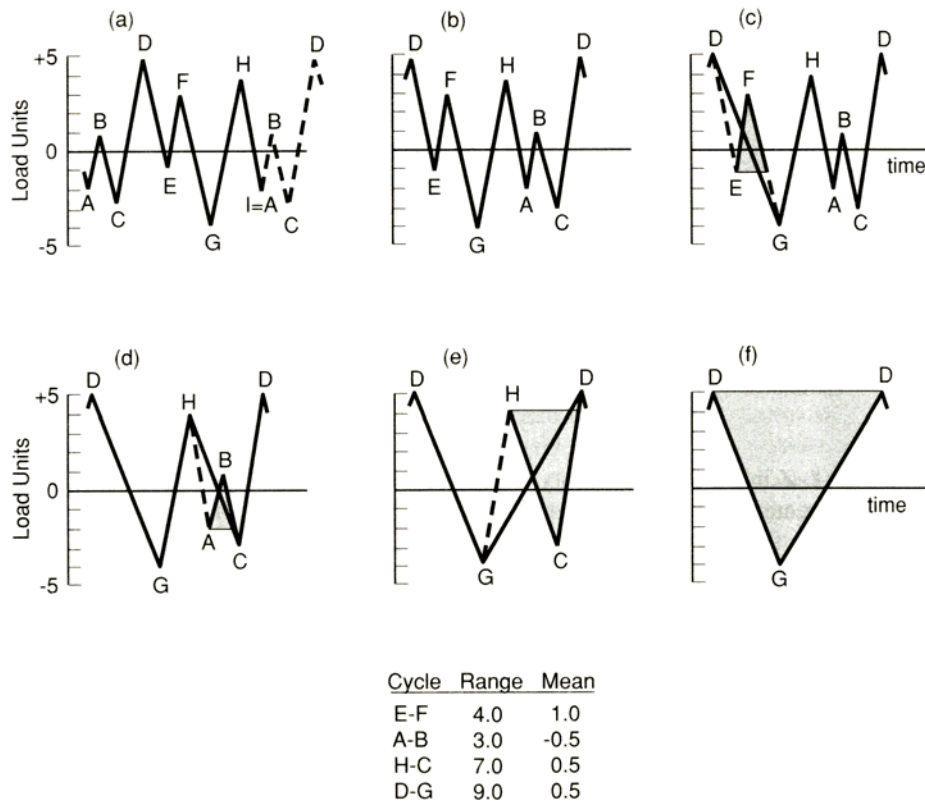 (a)
(b)
(c)
D
D
D
D
D
D
+5
H
F
F
H
F
H
B
B
B
B
Load Units
0
time
A
E
I=A
E
A
E
A
C
C
C
C
G
G
G
-5
(d)
(e)
(f)
D
D
D
D
D
D
+5
H
H
B
Load Units
0
time
A
C
C
G
G
G
-5
Cycle Range Mean
E-F 4.0 1.0
A-B 3.0 -0.5
H-C 7.0 0.5
D-G 9.0 0.5